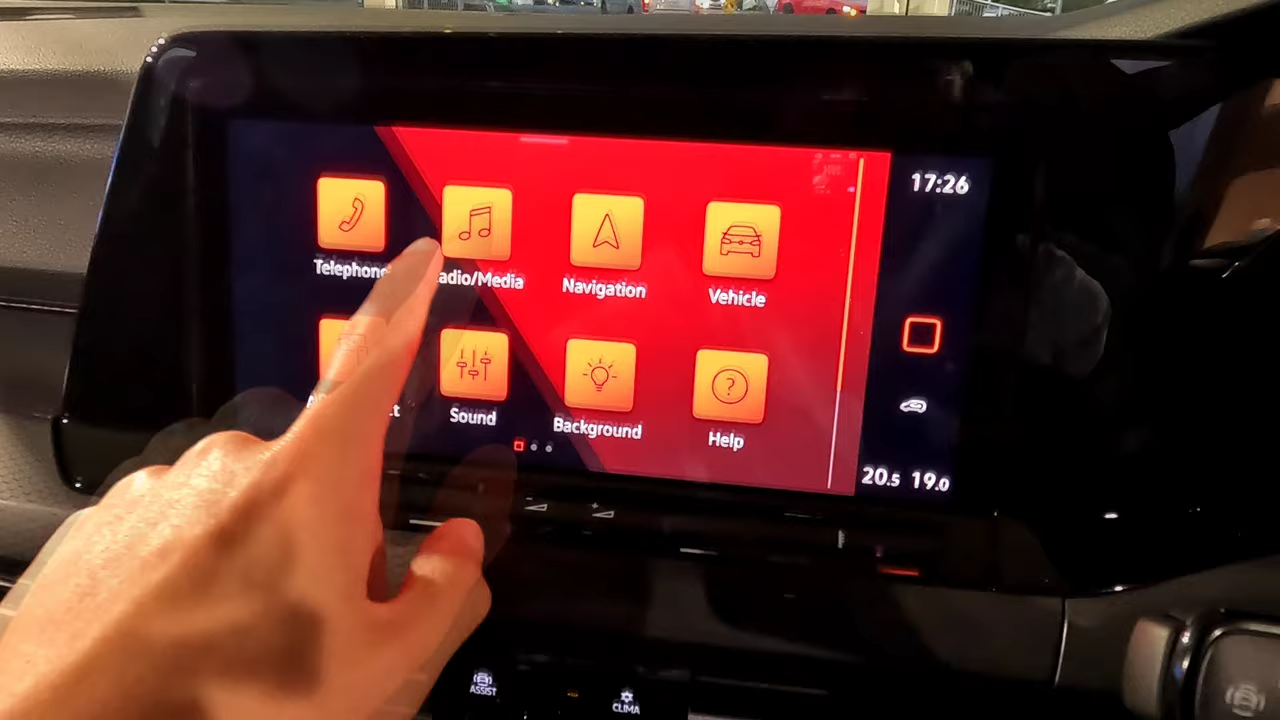 17:26
Telephone
adio/Media
Navigation
Vehicle
Sound
Background
Help
20.5 19.0
ASSIST
CLIMA